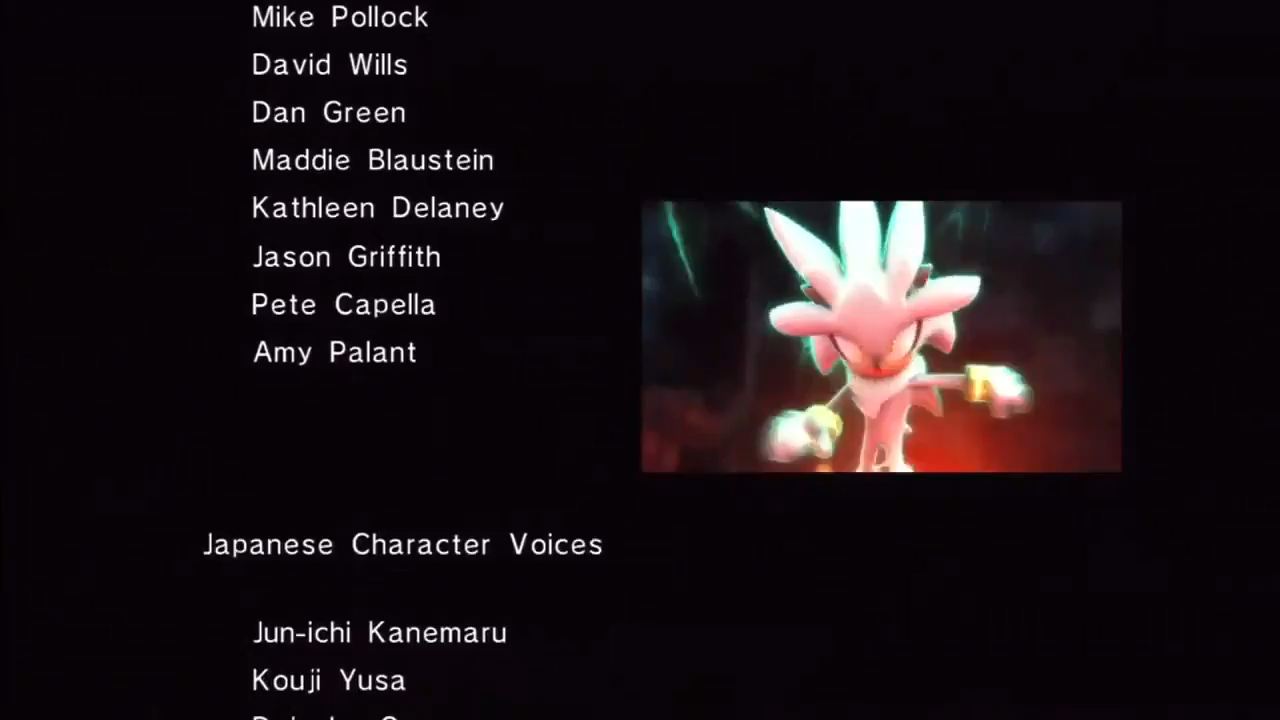 Mike Pollock
David Wills
Dan Green
Maddie Blaustein
Kathleen Delaney
Jason Griffith
Pete Capella
Amy Palant
Japanese Character Voices
Jun-ichi Kanemaru
Kouji Yusa